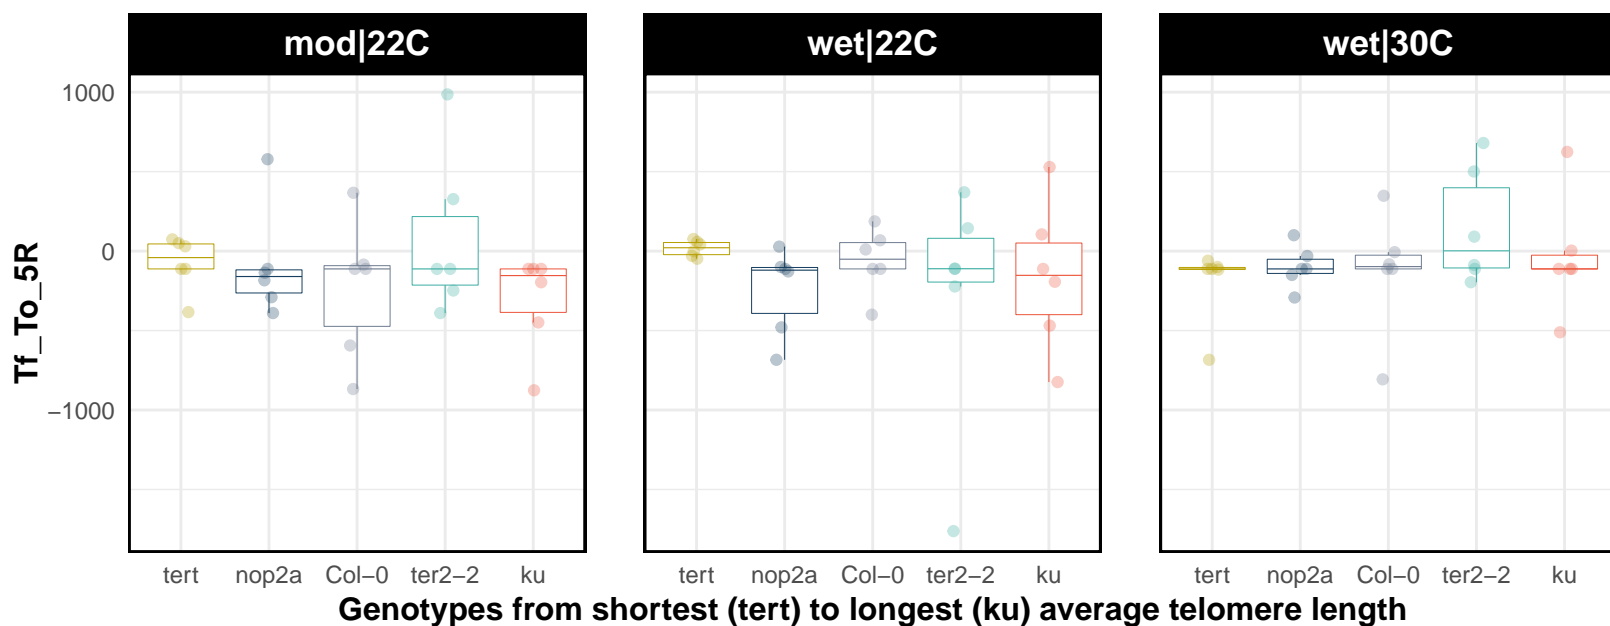 mod|22C wet|22C wet|30C
1000
0
−1000
Tf_To_5R
tert nop2a Col−0 ter2−2 ku tert nop2a Col−0 ter2−2 ku tert nop2a Col−0 ter2−2 ku
Genotypes from shortest (tert) to longest (ku) average telomere length